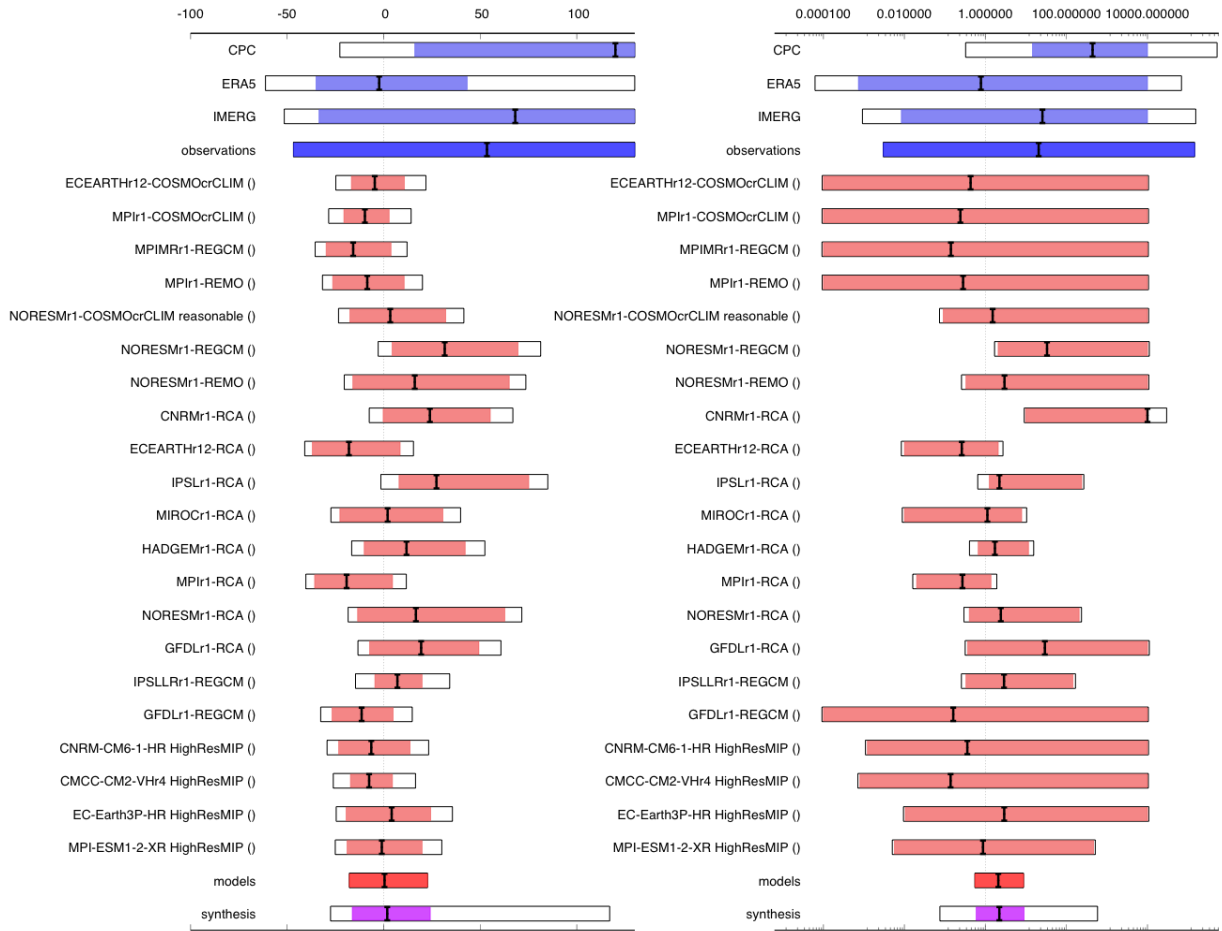 -100 -50 0 50 100 0.000100 0.010000 1.000000 100.000000 10000.000000
CPC CPC
ERA5 ERA5
IMERG IMERG
observations observations
ECEARTHr12-COSMOcrCLIM () ECEARTHr12-COSMOcrCLIM ()
MPIr1-COSMOcrCLIM () MPIr1-COSMOcrCLIM ()
MPIMRr1-REGCM () MPIMRr1-REGCM ()
MPIr1-REMO () MPIr1-REMO ()
NORESMr1-COSMOcrCLIM reasonable () NORESMr1-COSMOcrCLIM reasonable ()
NORESMr1-REGCM () NORESMr1-REGCM ()
NORESMr1-REMO () NORESMr1-REMO ()
CNRMr1-RCA () CNRMr1-RCA ()
ECEARTHr12-RCA () ECEARTHr12-RCA ()
IPSLr1-RCA () IPSLr1-RCA ()
MIROCr1-RCA () MIROCr1-RCA ()
HADGEMr1-RCA () HADGEMr1-RCA ()
MPIr1-RCA () MPIr1-RCA ()
NORESMr1-RCA () NORESMr1-RCA ()
GFDLr1-RCA () GFDLr1-RCA ()
IPSLLRr1-REGCM () IPSLLRr1-REGCM ()
GFDLr1-REGCM () GFDLr1-REGCM ()
CNRM-CM6-1-HR HighResMIP () CNRM-CM6-1-HR HighResMIP ()
CMCC-CM2-VHr4 HighResMIP () CMCC-CM2-VHr4 HighResMIP ()
EC-Earth3P-HR HighResMIP () EC-Earth3P-HR HighResMIP ()
MPI-ESM1-2-XR HighResMIP () MPI-ESM1-2-XR HighResMIP ()
models models
synthesis synthesis